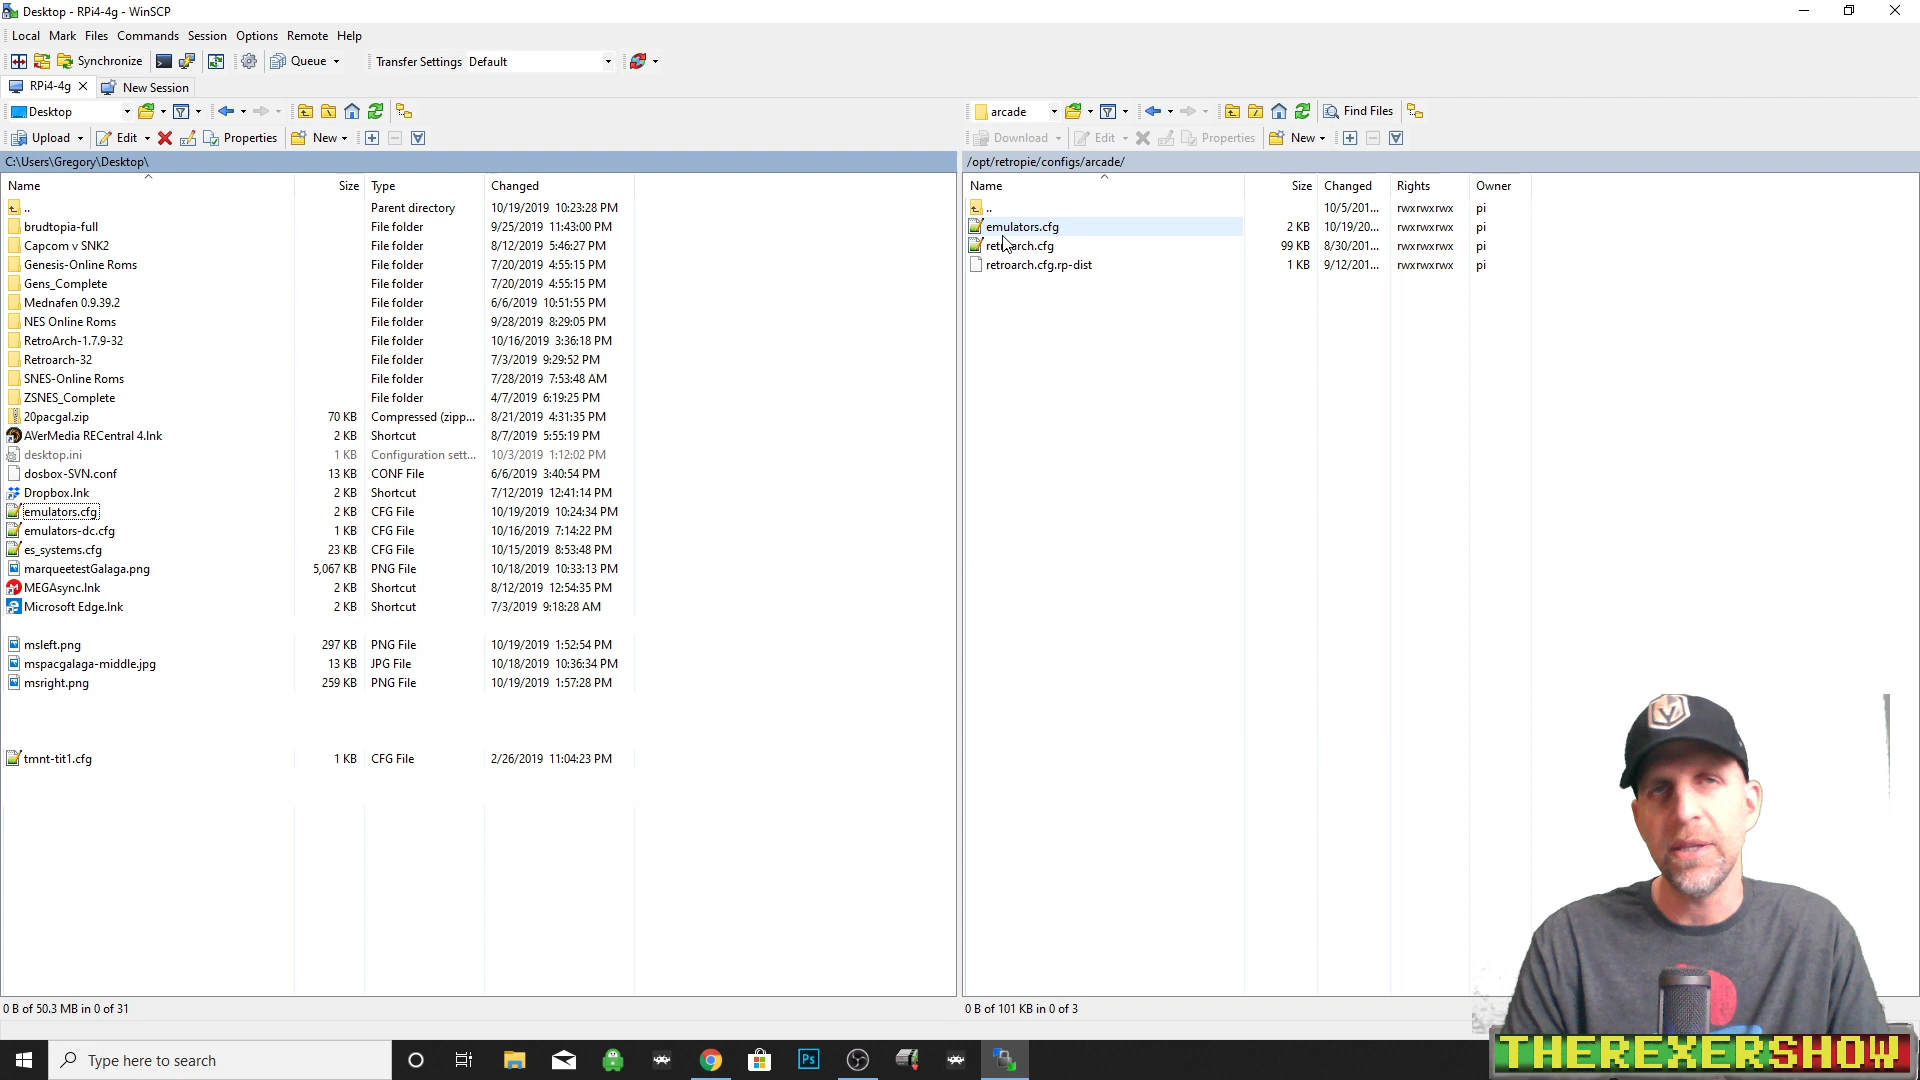 Desktop - RPi4-4g - WinSCP
Local Mark Files Commands Session Options Remote Help
Synchronize Queue Transfer Settings Default
RPi4-4g New Session
Desktop
Upload Edit Properties New
C:\Users\Gregory\Desktop\
Name Size Type Changed
.. Parent directory 10/19/2019 10:23:28 PM
brudtopia-full File folder 9/25/2019 11:43:00 PM
Capcom v SNK2 File folder 8/12/2019 5:46:27 PM
Genesis-Online Roms File folder 7/20/2019 4:55:15 PM
Gens_Complete File folder 7/20/2019 4:55:15 PM
Mednafen 0.9.39.2 File folder 6/6/2019 10:51:55 PM
NES Online Roms File folder 9/28/2019 8:29:05 PM
RetroArch-1.7.9-32 File folder 10/16/2019 3:36:18 PM
Retroarch-32 File folder 7/3/2019 9:29:52 PM
SNES-Online Roms File folder 7/28/2019 7:53:48 AM
ZSNES_Complete File folder 4/7/2019 6:19:25 PM
20pacgal.zip 70 KB Compressed (zipp... 8/21/2019 4:31:35 PM
AVerMedia RECentral 4.lnk 2 KB Shortcut 8/7/2019 5:55:19 PM
desktop.ini 1 KB Configuration sett... 10/3/2019 1:12:02 PM
dosbox-SVN.conf 13 KB CONF File 6/6/2019 3:40:54 PM
Dropbox.lnk 2 KB Shortcut 7/12/2019 12:41:14 PM
emulators.cfg 2 KB CFG File 10/19/2019 10:24:34 PM
emulators-dc.cfg 1 KB CFG File 10/16/2019 7:14:22 PM
es_systems.cfg 23 KB CFG File 10/15/2019 8:53:48 PM
marqueetestGalaga.png 5,067 KB PNG File 10/18/2019 10:33:13 PM
MEGAsync.lnk 2 KB Shortcut 8/12/2019 12:54:35 PM
Microsoft Edge.lnk 2 KB Shortcut 7/3/2019 9:18:28 AM
msleft.png 297 KB PNG File 10/19/2019 1:52:54 PM
mspacgalaga-middle.jpg 13 KB JPG File 10/18/2019 10:36:34 PM
msright.png 259 KB PNG File 10/19/2019 1:57:28 PM
tmnt-tit1.cfg 1 KB CFG File 2/26/2019 11:04:23 PM
0 B of 50.3 MB in 0 of 31
arcade Find Files
Download Edit Properties New
/opt/retropie/configs/arcade/
Name Size Changed Rights Owner
.. 10/5/201... rwxrwxrwx pi
emulators.cfg 2 KB 10/19/20... rwxrwxrwx pi
retroarch.cfg 99 KB 8/30/201... rwxrwxrwx pi
retroarch.cfg.rp-dist 1 KB 9/12/201... rwxrwxrwx pi
0 B of 101 KB in 0 of 3
Type here to search
Ps
THEREXERSHOW